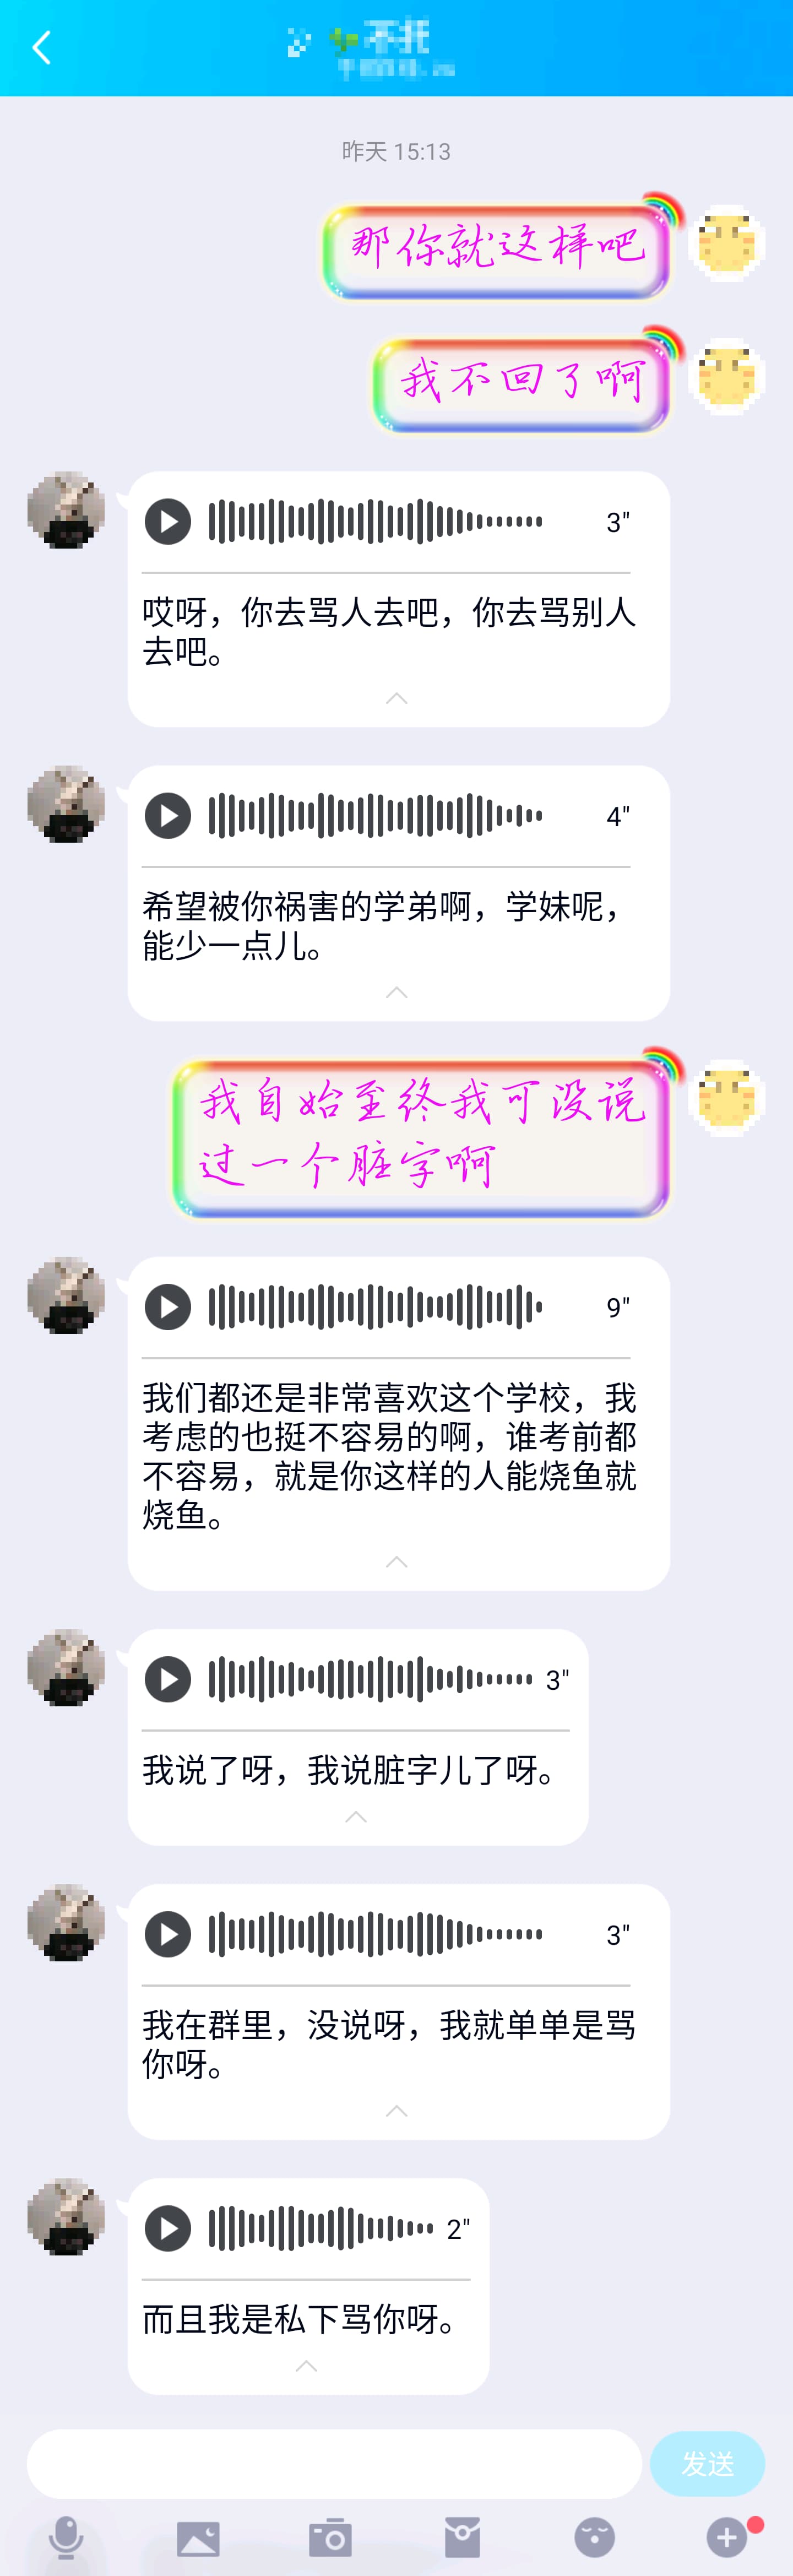 昨天 15:13
那你就这样吧
我不回了啊
3"
哎呀，你去骂人去吧，你去骂别人
去吧。
4"
希望被你祸害的学弟啊，学妹呢，
能少一点儿。
我自始至终我可没说
过一个脏字啊
9"
我们都还是非常喜欢这个学校，我
考虑的也挺不容易的啊，谁考前都
不容易，就是你这样的人能烧鱼就
烧鱼。
3"
我说了呀，我说脏字儿了呀。
3"
我在群里，没说呀，我就单单是骂
你呀。
2"
而且我是私下骂你呀。
发送